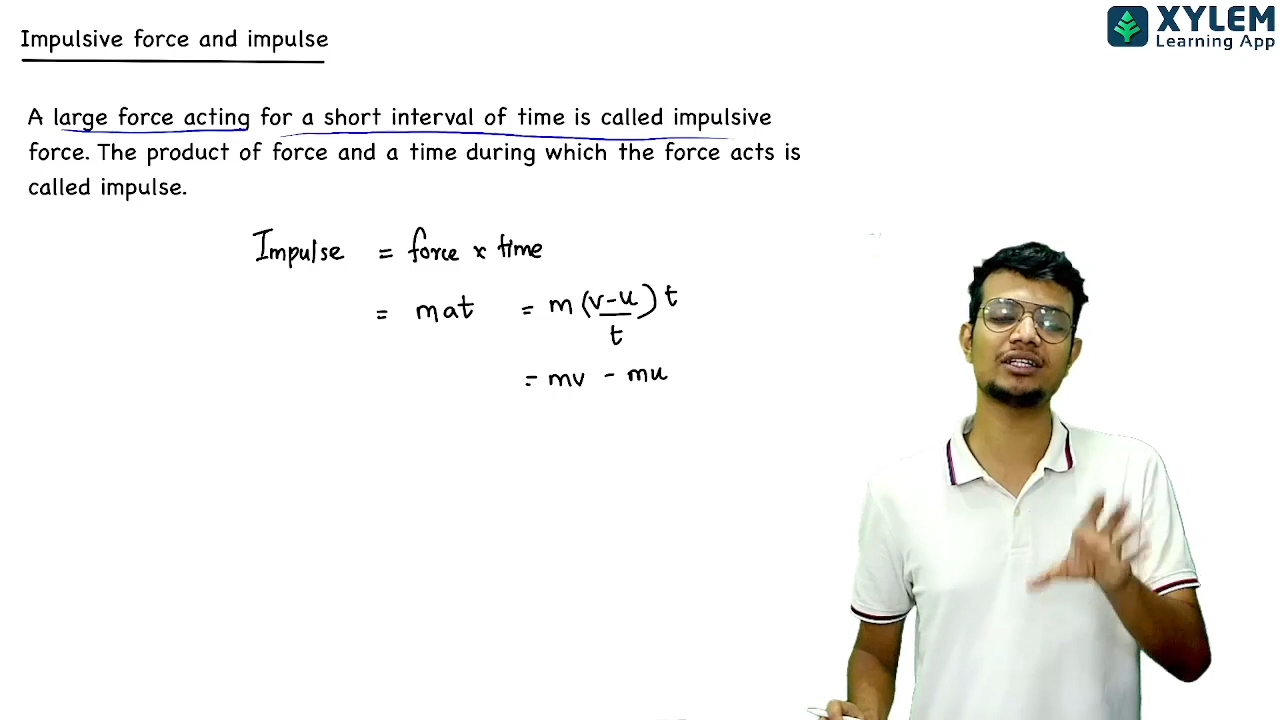 Impulsive force and impulse
XYLEM
Learning App
A large force acting for a short interval of time is called impulsive
force. The product of force and a time during which the force acts is
called impulse.
Impulse = force x time
= mat = m (v-u/t) t
= mv - mu